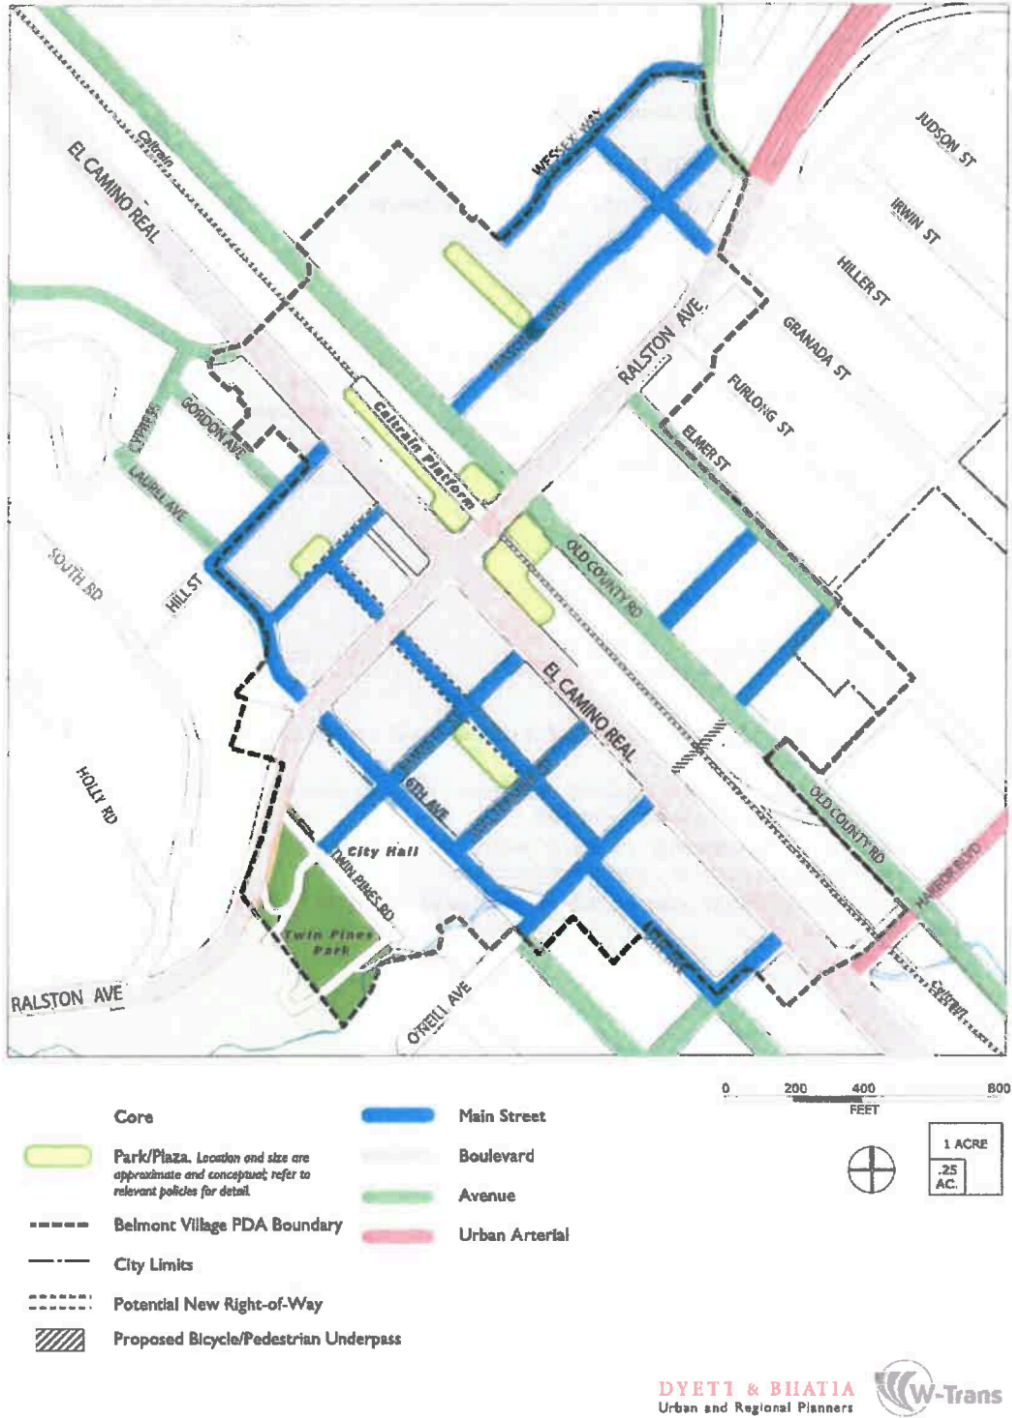 JUDSON ST
Caltrain
WESSEX WAY
EL CAMINO REAL
IRWIN ST
HILLER ST
RALSTON AVE
GRANADA ST
FURLONG ST
CYPRESS
GORDON AVE
Caltrain Platform
ELMER ST
LAUREL AVE
SOUTH RD
HILL ST
OLD COUNTY RD
EL CAMINO REAL
HOLLY RD
6TH AVE
OLD COUNTY RD
City Hall
TWIN PINES RD
HARBOR BLVD
Twin Pines
Park
RALSTON AVE
O'NEILL AVE
Caltrain
0 200 400 800
FEET
Core
Park/Plaza. Location and size are
approximate and conceptual; refer to
relevant policies for detail.
Belmont Village PDA Boundary
City Limits
Potential New Right-of-Way
Proposed Bicycle/Pedestrian Underpass
Main Street
Boulevard
Avenue
Urban Arterial
1 ACRE
.25
AC.
DYETT & BHATIA
Urban and Regional Planners
W-Trans